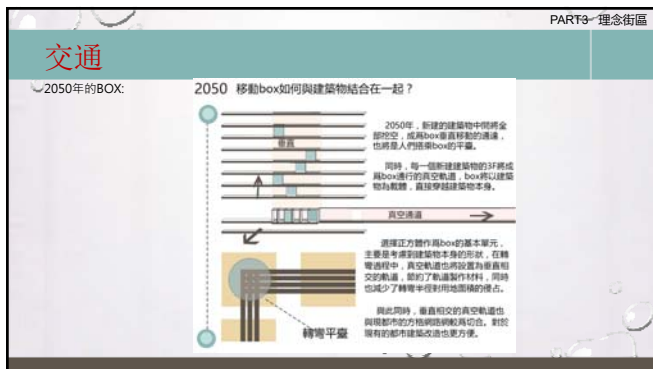 PART3- 理念街區
交通
2050年的BOX:
2050 移動box如何與建築物結合在一起？
垂直
2050年，新建的建築物中間將全
部挖空，成爲box垂直移動的通道，
也將是人們搭乘box的平臺。
同時，每一個新建建築物的3F將成
爲box通行的真空軌道，box將以建築
物為載體，直接穿越建築物本身。
真空通道
選擇正方體作爲box的基本單元，
主要是考慮到建築物本身的形狀，在轉
彎過程中，真空軌道也將設置為垂直相
交的軌道，節約了軌道製作材料，同時
也減少了轉彎半徑對用地面積的侵占。
與此同時，垂直相交的真空軌道也
與現都市的方格網路網較爲切合。對於
現有的都市建築改造也更方便。
轉彎平臺